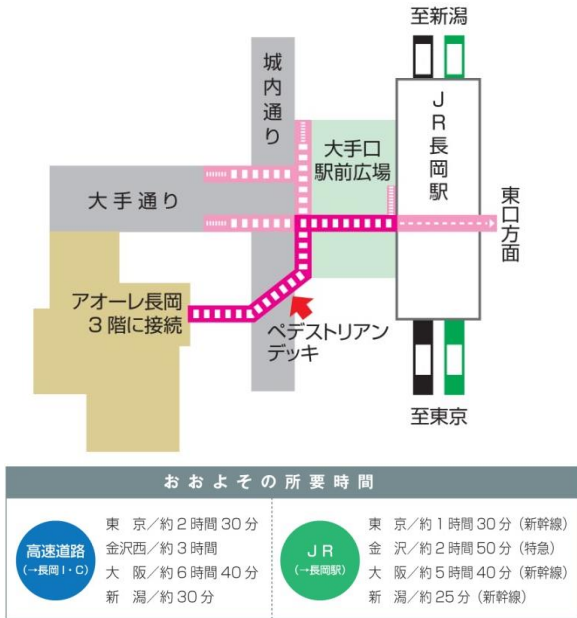 至新潟
城内通り
JR長岡駅
大手口
駅前広場
大手通り
東口方面
アオーレ長岡
3階に接続
ペデストリアン
デッキ
至東京
おおよその所要時間
高速道路
(→長岡I・C)
東 京／約2時間30分
金沢西／約3時間
大 阪／約6時間40分
新 潟／約30分
JR
(→長岡駅)
東 京／約1時間30分(新幹線)
金 沢／約2時間50分(特急)
大 阪／約5時間40分(新幹線)
新 潟／約25分(新幹線)